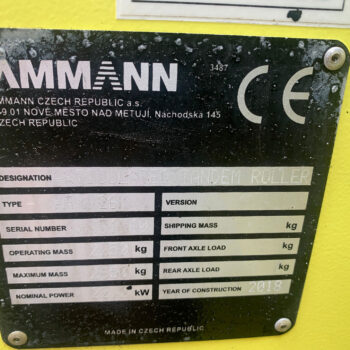 AMMANN
3487
CE
AMMANN CZECH REPUBLIC a.s.
49.01 NOVÉ MĚSTO NAD METUJÍ, Náchodská 145
CZECH REPUBLIC
DESIGNATION TANDEM ROLLER
TYPE VERSION
SERIAL NUMBER SHIPPING MASS kg
OPERATING MASS kg FRONT AXLE LOAD kg
MAXIMUM MASS kg REAR AXLE LOAD kg
NOMINAL POWER kW YEAR OF CONSTRUCTION 2018
MADE IN CZECH REPUBLIC